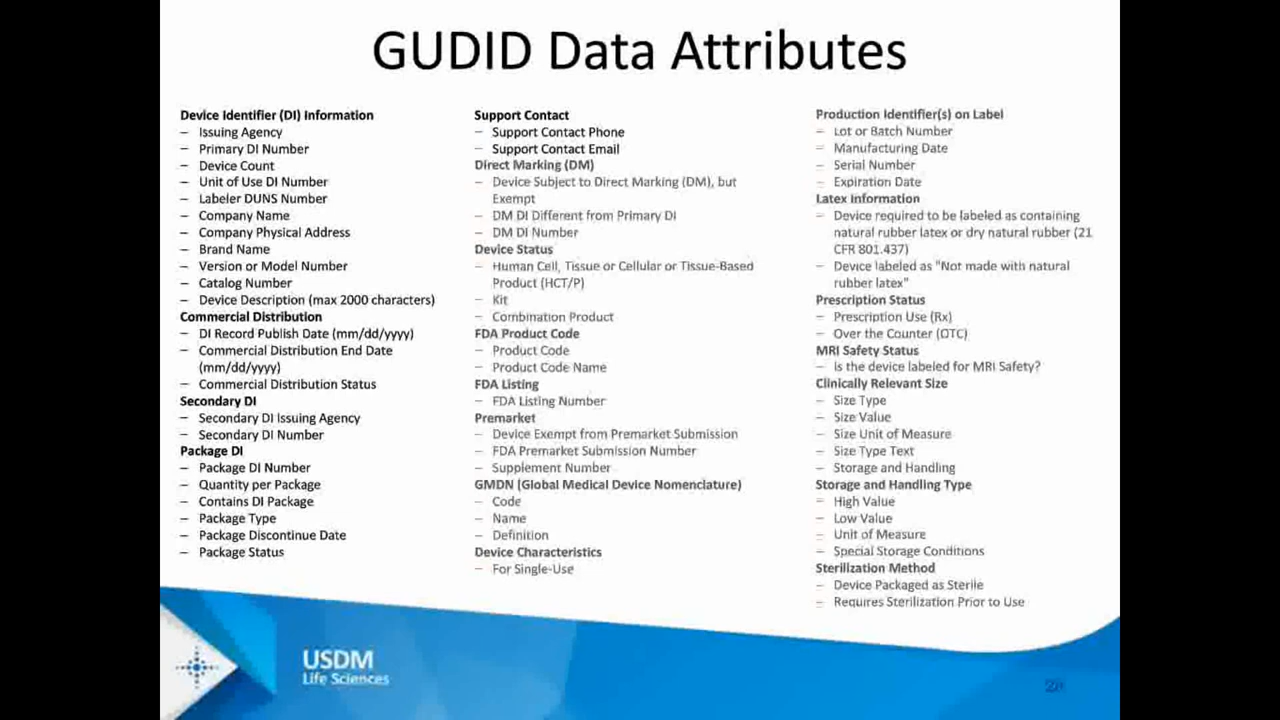 GUDID Data Attributes
Device Identifier (DI) Information
– Issuing Agency
– Primary DI Number
– Device Count
– Unit of Use DI Number
– Labeler DUNS Number
– Company Name
– Company Physical Address
– Brand Name
– Version or Model Number
– Catalog Number
– Device Description (max 2000 characters)
Commercial Distribution
– DI Record Publish Date (mm/dd/yyyy)
– Commercial Distribution End Date
(mm/dd/yyyy)
– Commercial Distribution Status
Secondary DI
– Secondary DI Issuing Agency
– Secondary DI Number
Package DI
– Package DI Number
– Quantity per Package
– Contains DI Package
– Package Type
– Package Discontinue Date
– Package Status
Support Contact
– Support Contact Phone
– Support Contact Email
Direct Marking (DM)
– Device Subject to Direct Marking (DM), but
Exempt
– DM DI Different from Primary DI
– DM DI Number
Device Status
– Human Cell, Tissue or Cellular or Tissue-Based
Product (HCT/P)
– Kit
– Combination Product
FDA Product Code
– Product Code
– Product Code Name
FDA Listing
– FDA Listing Number
Premarket
– Device Exempt from Premarket Submission
– FDA Premarket Submission Number
– Supplement Number
GMDN (Global Medical Device Nomenclature)
– Code
– Name
– Definition
Device Characteristics
– For Single-Use
Production Identifier(s) on Label
– Lot or Batch Number
– Manufacturing Date
– Serial Number
– Expiration Date
Latex Information
– Device required to be labeled as containing
natural rubber latex or dry natural rubber (21
CFR 801.437)
– Device labeled as "Not made with natural
rubber latex"
Prescription Status
– Prescription Use (Rx)
– Over the Counter (OTC)
MRI Safety Status
– Is the device labeled for MRI Safety?
Clinically Relevant Size
– Size Type
– Size Value
– Size Unit of Measure
– Size Type Text
– Storage and Handling
Storage and Handling Type
– High Value
– Low Value
– Unit of Measure
– Special Storage Conditions
Sterilization Method
– Device Packaged as Sterile
– Requires Sterilization Prior to Use
USDM
Life Sciences